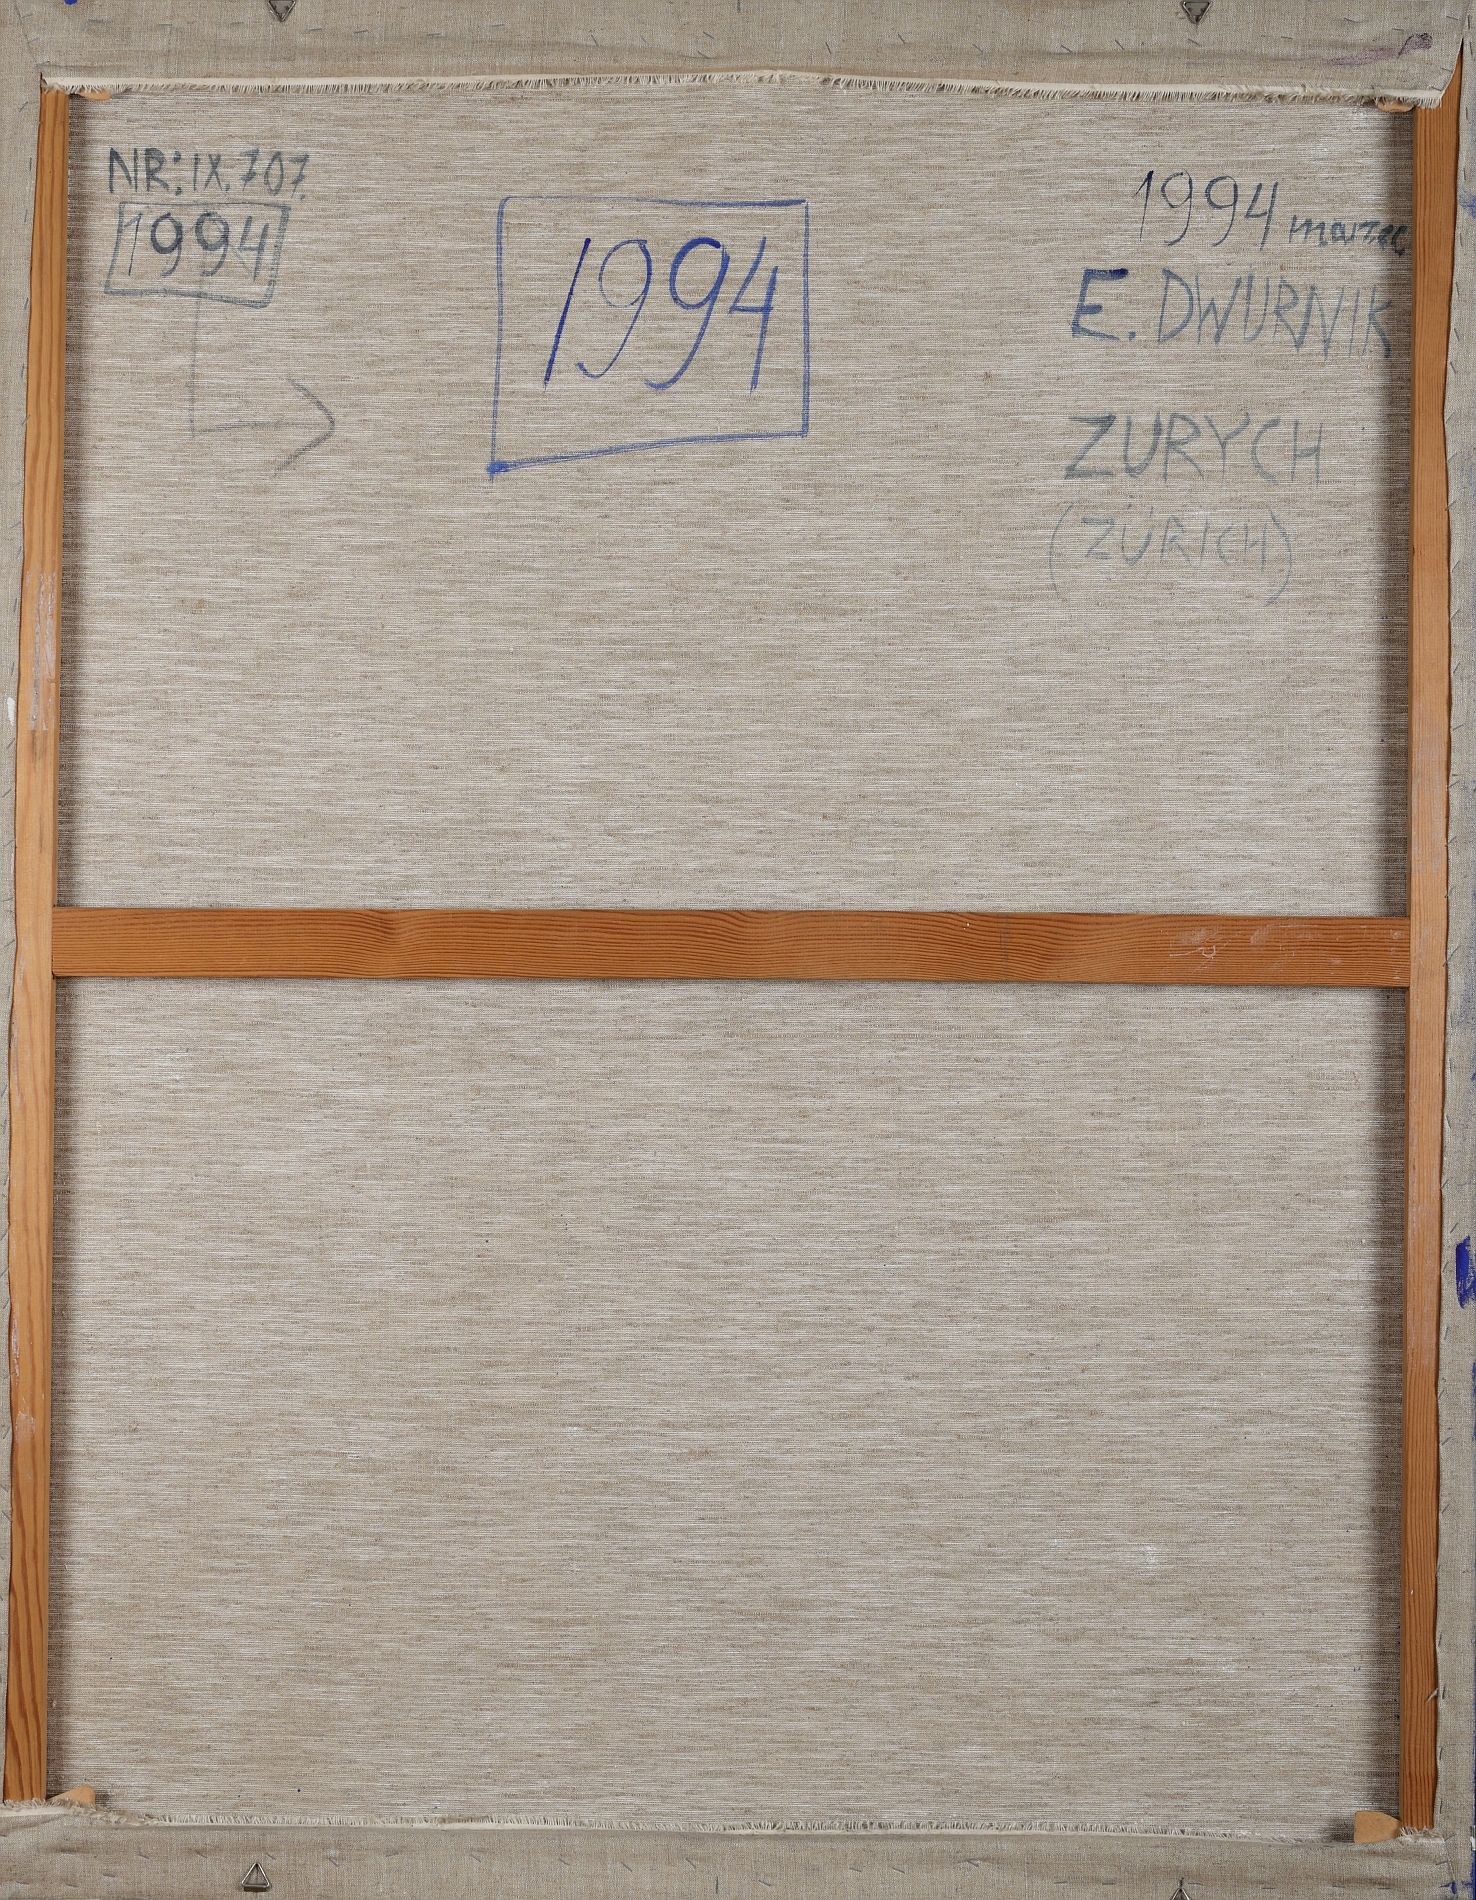 NR: IX. 707.
1994
1994
1994 marzec
E. DWURNIK
ZURYCH
(ZÜRICH)